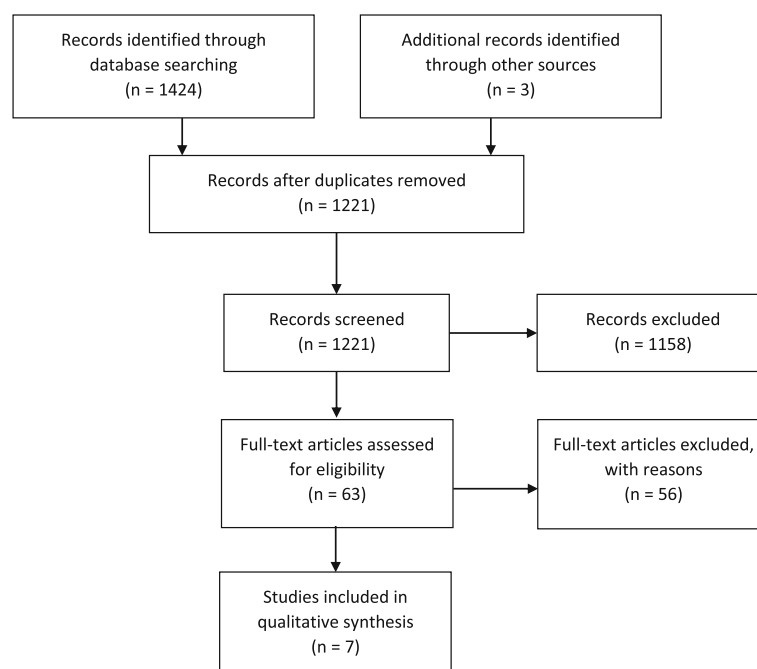 Records identified through
database searching
(n = 1424)
Additional records identified
through other sources
(n = 3)
Records after duplicates removed
(n = 1221)
Records screened
(n = 1221)
Records excluded
(n = 1158)
Full-text articles assessed
for eligibility
(n = 63)
Full-text articles excluded,
with reasons
(n = 56)
Studies included in
qualitative synthesis
(n = 7)